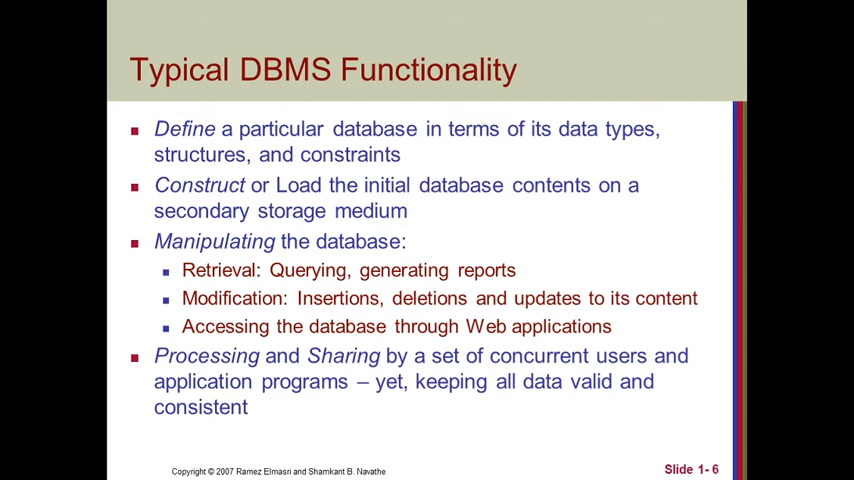 Typical DBMS Functionality
Define a particular database in terms of its data types,
structures, and constraints
Construct or Load the initial database contents on a
secondary storage medium
Manipulating the database:
Retrieval: Querying, generating reports
Modification: Insertions, deletions and updates to its content
Accessing the database through Web applications
Processing and Sharing by a set of concurrent users and
application programs – yet, keeping all data valid and
consistent
Copyright © 2007 Ramez Elmasri and Shamkant B. Navathe
Slide 1- 6